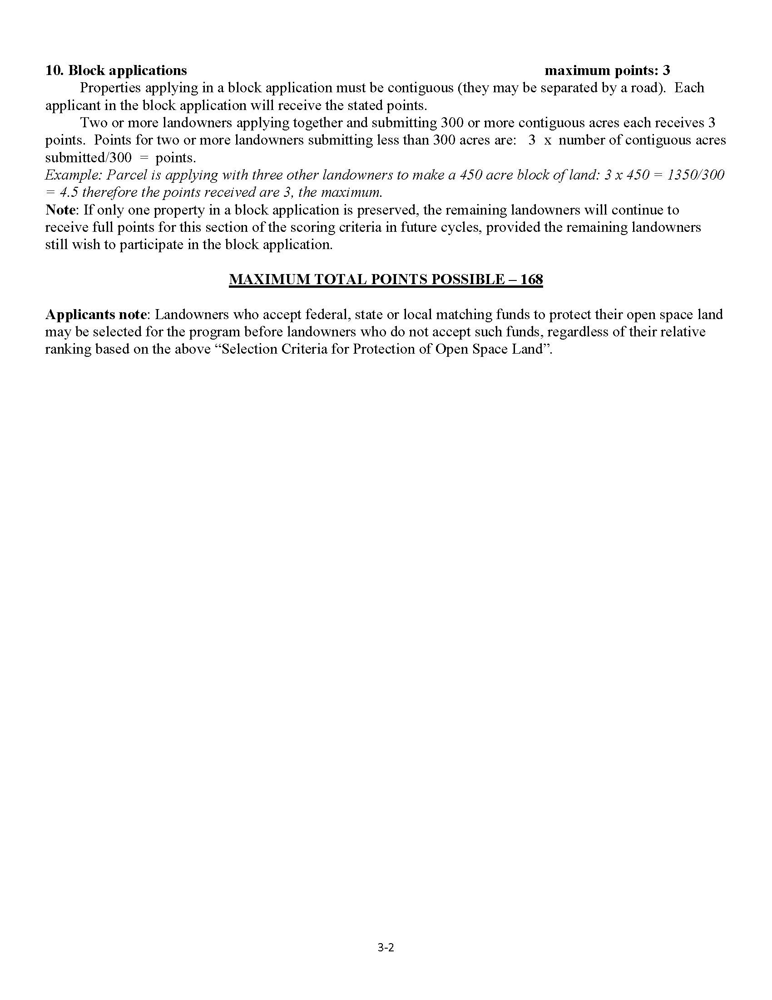 10. Block applications maximum points: 3
Properties applying in a block application must be contiguous (they may be separated by a road).  Each
applicant in the block application will receive the stated points.
Two or more landowners applying together and submitting 300 or more contiguous acres each receives 3
points.  Points for two or more landowners submitting less than 300 acres are:   3  x  number of contiguous acres
submitted/300  =  points.
Example: Parcel is applying with three other landowners to make a 450 acre block of land: 3 x 450 = 1350/300
= 4.5 therefore the points received are 3, the maximum.
Note: If only one property in a block application is preserved, the remaining landowners will continue to
receive full points for this section of the scoring criteria in future cycles, provided the remaining landowners
still wish to participate in the block application.
MAXIMUM TOTAL POINTS POSSIBLE – 168
Applicants note: Landowners who accept federal, state or local matching funds to protect their open space land
may be selected for the program before landowners who do not accept such funds, regardless of their relative
ranking based on the above “Selection Criteria for Protection of Open Space Land”.
3-2